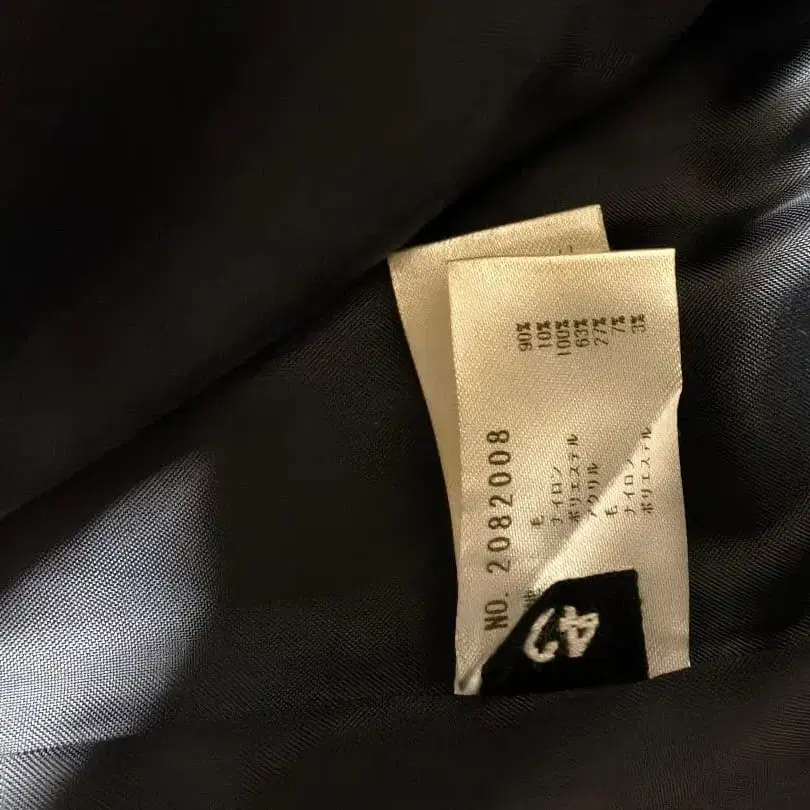 NO. 2082008
毛 90%
ナイロン 10%
ポリエステル 100%
アクリル 63%
毛 27%
ナイロン 7%
ポリエステル 3%